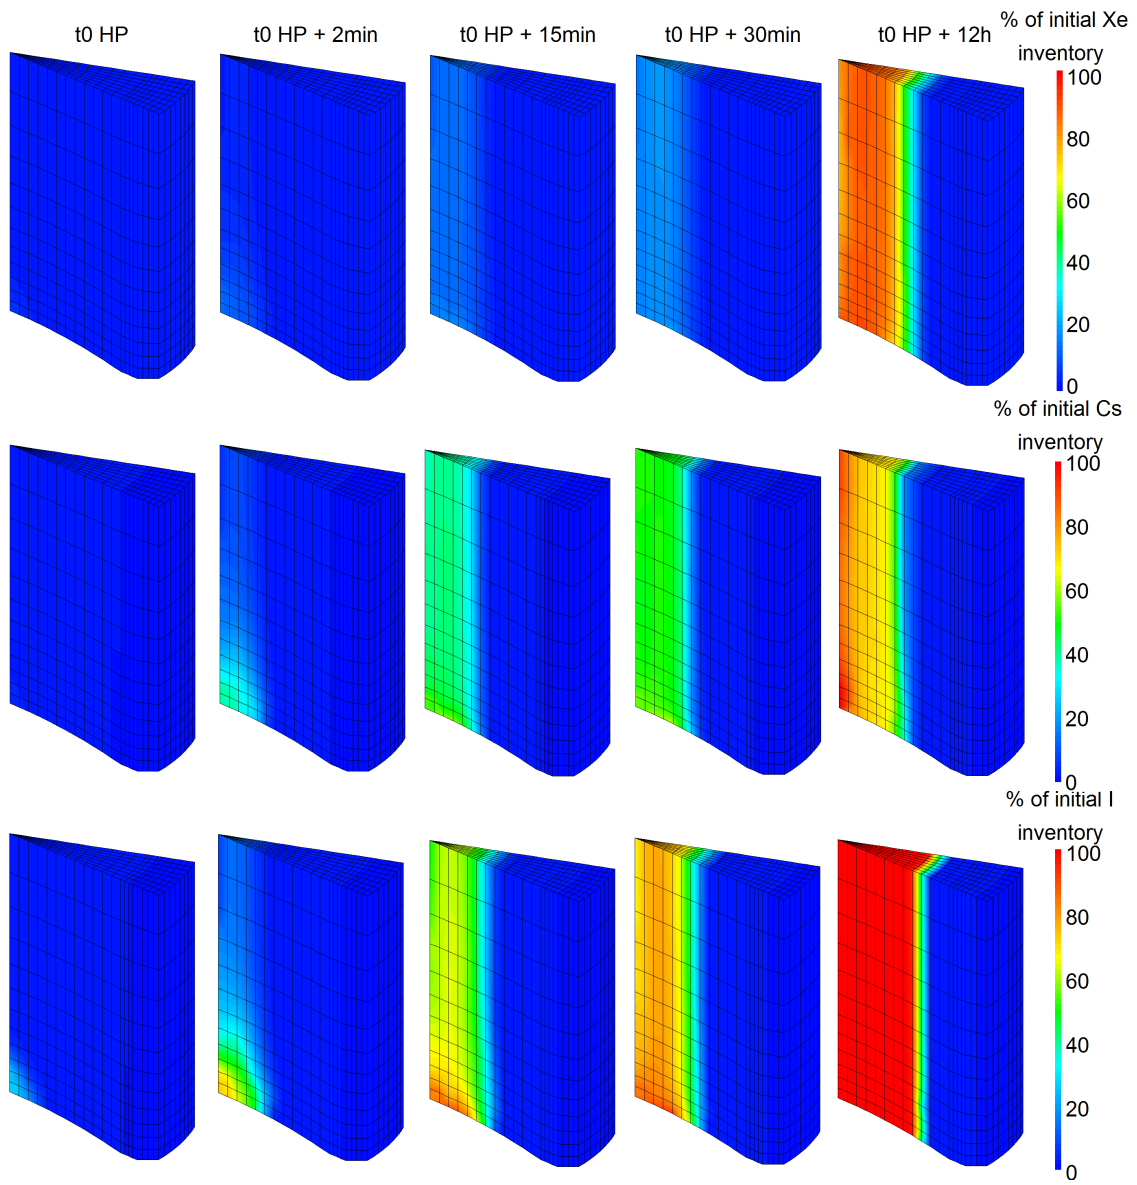 t0 HP
t0 HP + 2min
t0 HP + 15min
t0 HP + 30min
t0 HP + 12h
% of initial Xe
inventory
100
80
60
40
20
0
% of initial Cs
inventory
100
80
60
40
20
0
% of initial I
inventory
100
80
60
40
20
0